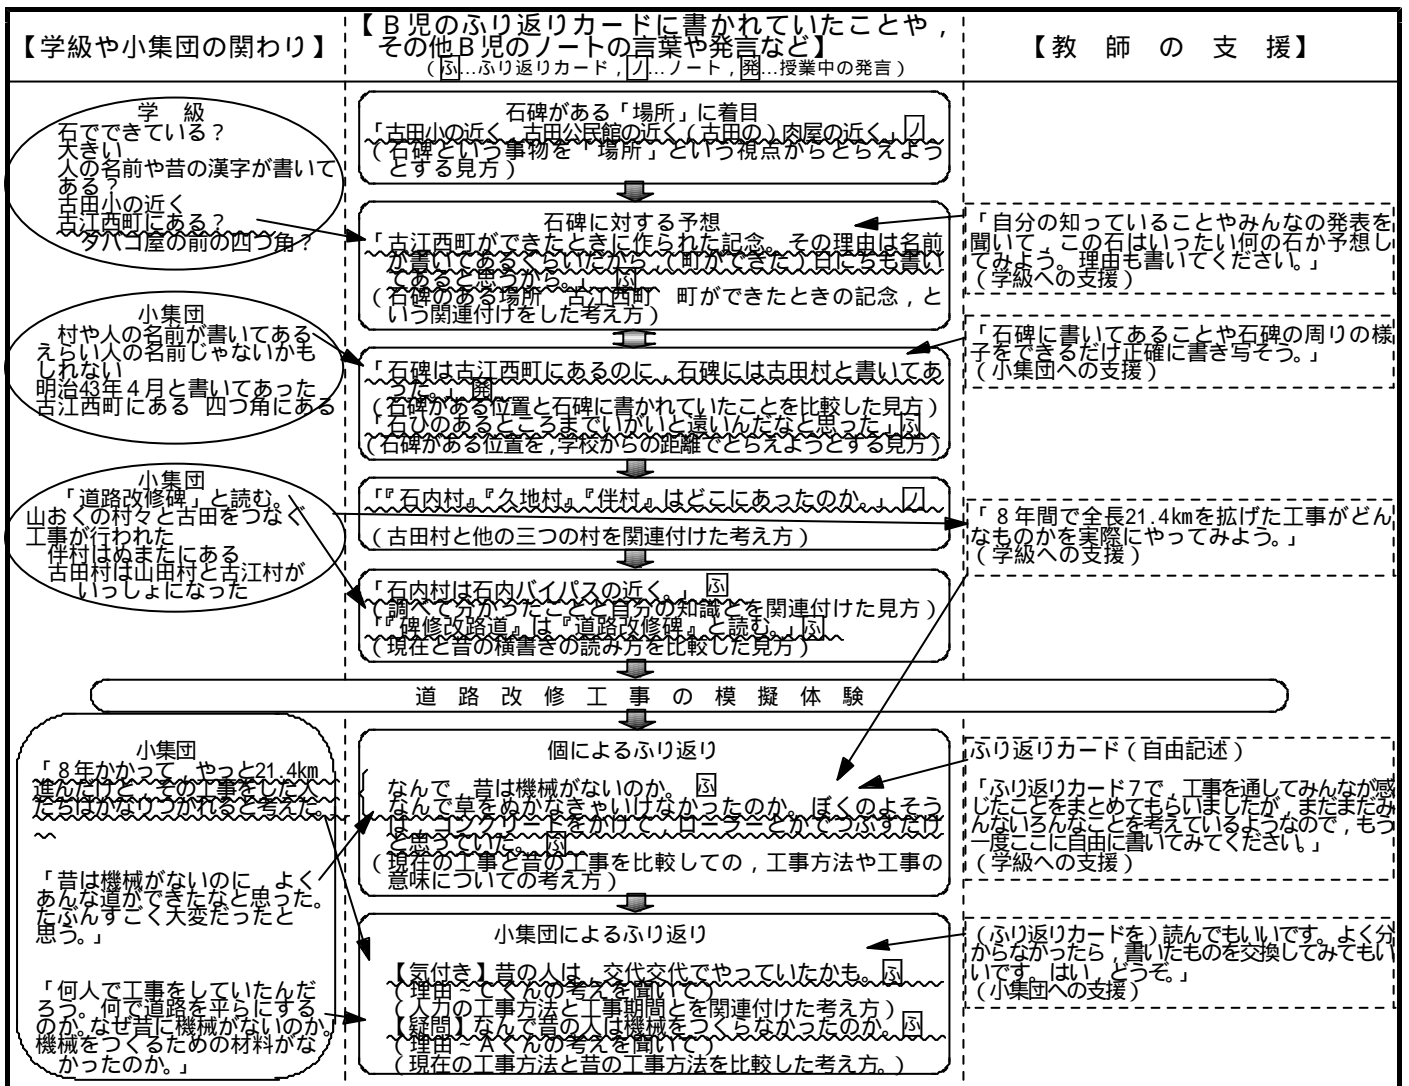 【学級や小集団の関わり】
【Ｂ児のふり返りカードに書かれていたことや，
その他Ｂ児のノートの言葉や発言など】
（ふ…ふり返りカード，ノ…ノート，発…授業中の発言）
【教　師　の　支　援】
学　級
石でできている？
大きい
人の名前や昔の漢字が書いて
ある？
古田小の近く
古江西町にある？
タバコ屋の前の四つ角？
石碑がある「場所」に着目
「古田小の近く，古田公民館の近く（古田の）肉屋の近く」ノ
（石碑という事物を「場所」という視点からとらえよう
とする見方）
石碑に対する予想
「古江西町ができたときに作られた記念。その理由は名前
が書いてあるくらいだから，（町ができた）日にちも書い
てあると思うから。」ふ
（石碑のある場所　古江西町　町ができたときの記念，と
いう関連付けをした考え方）
「自分の知っていることやみんなの発表を
聞いて，この石はいったい何の石か予想し
てみよう。理由も書いてください。」
（学級への支援）
小集団
村や人の名前が書いてある
えらい人の名前じゃないかも
しれない
明治43年４月と書いてあった
古江西町にある　四つ角にある
「石碑は古江西町にあるのに，石碑には古田村と書いてあ
った。」発
（石碑がある位置と石碑に書かれていたことを比較した見方）
「石ひのあるところまでいがいと遠いんだなと思った」ふ
（石碑がある位置を，学校からの距離でとらえようとする見方）
「石碑に書いてあることや石碑の周りの様
子をできるだけ正確に書き写そう。」
（小集団への支援）
小集団
「道路改修碑」と読む。
山おくの村々と古田をつなぐ
工事が行われた
伴村はぬまたにある
古田村は山田村と古江村が
いっしょになった
「『石内村』『久地村』『伴村』はどこにあったのか。」ノ
（古田村と他の三つの村を関連付けた考え方）
「８年間で全長21.4kmを拡げた工事がどん
なものかを実際にやってみよう。」
（学級への支援）
「石内村は石内バイパスの近く。」ふ
（調べて分かったことと自分の知識とを関連付けた見方）
「『碑修改路道』は『道路改修碑』と読む。」ふ
（現在と昔の横書きの読み方を比較した見方）
道　路　改　修　工　事　の　模　擬　体　験
小集団
「８年かかって，やっと21.4km
進んだけど，その工事をした人
たちはかなりつかれると考えた。
「昔は機械がないのに　よく
あんな道ができたなと思った。
たぶんすごく大変だったと
思う。」
「何人で工事をしていたんだ
ろう。何で道路を平らにする
のか。なぜ昔に機械がないのか。
機械をつくるための材料がな
かったのか。」
個によるふり返り
なんで，昔は機械がないのか。ふ
なんで草をぬかなきゃいけなかったのか。ぼくのよそう
は，コンクリートをかけて，ローラーとかでつぶすだけ
と思っていた。ふ
（現在の工事と昔の工事を比較しての，工事方法や工事の
意味についての考え方）
ふり返りカード（自由記述）
「ふり返りカード７で，工事を通してみんなが感
じたことをまとめてもらいましたが，まだまだみ
んないろんなことを考えているようなので，もう
一度ここに自由に書いてみてください。」
（学級への支援）
小集団によるふり返り
【気付き】昔の人は，交代交代でやっていたかも。ふ
（理由～Ｃくんの考えを聞いて）
（人力の工事方法と工事期間とを関連付けた考え方）
【疑問】なんで昔の人は機械をつくらなかったのか。ふ
（理由～Ａくんの考えを聞いて）
（現在の工事方法と昔の工事方法を比較した考え方。）
（ふり返りカードを）読んでもいいです。よく分
からなかったら，書いたものを交換してみてもい
いです。はい，どうぞ。」
（小集団への支援）